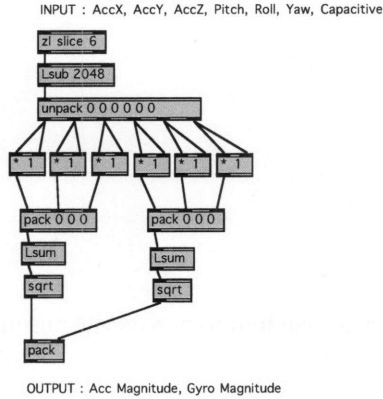 INPUT : AccX, AccY, AccZ, Pitch, Roll, Yaw, Capacitive
zl slice 6
Lsub 2048
unpack 0 0 0 0 0 0
* 1 * 1 * 1 * 1 * 1 * 1
pack 0 0 0 pack 0 0 0
Lsum Lsum
sqrt sqrt
pack
OUTPUT : Acc Magnitude, Gyro Magnitude